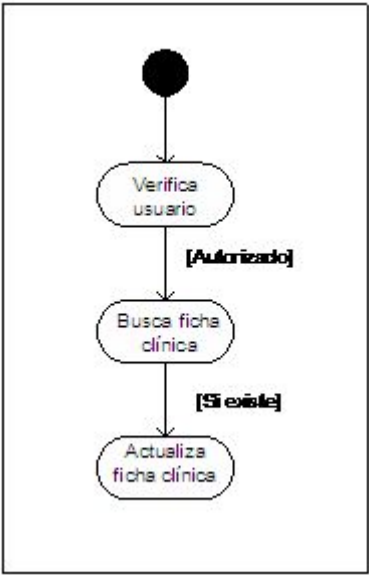 Verifica
usuario
[Autorizado]
Busca ficha
clínica
[Si existe]
Actualiza
ficha clínica